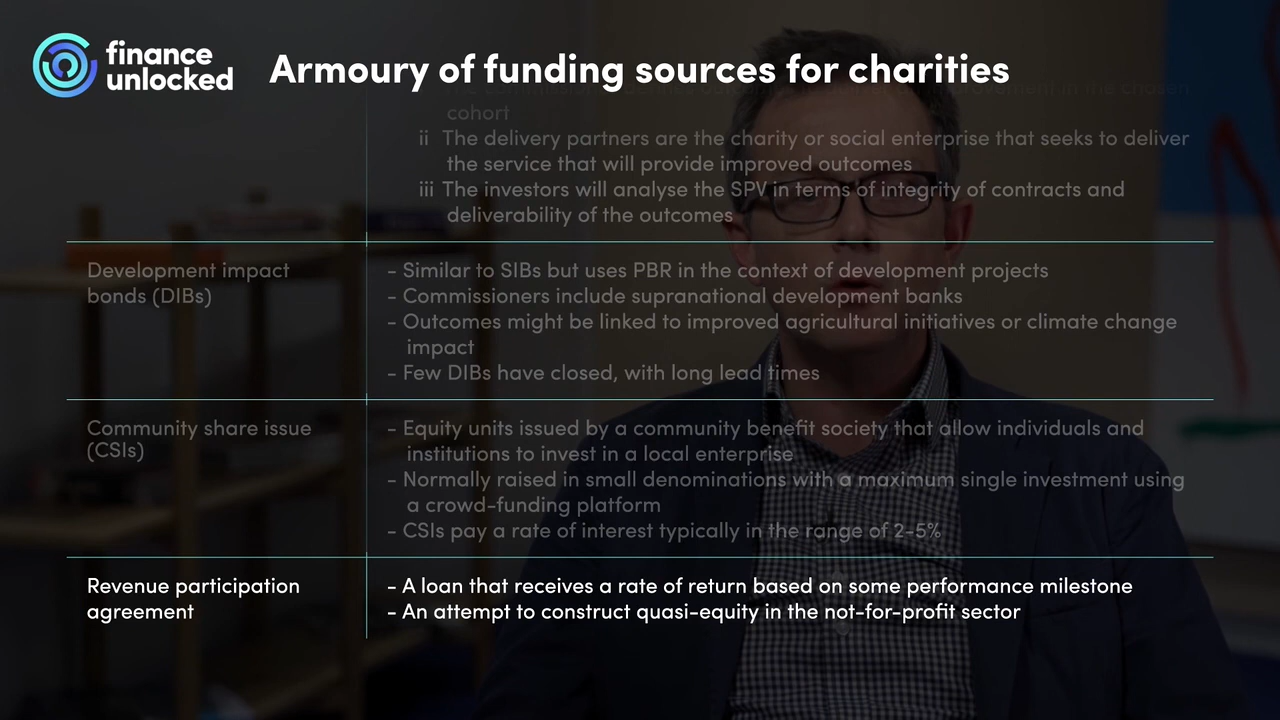 finance
unlocked
Armoury of funding sources for charities
cohort
ii The delivery partners are the charity or social enterprise that seeks to deliver
the service that will provide improved outcomes
iii The investors will analyse the SPV in terms of integrity of contracts and
deliverability of the outcomes
Development impact
bonds (DIBs)
- Similar to SIBs but uses PBR in the context of development projects
- Commissioners include supranational development banks
- Outcomes might be linked to improved agricultural initiatives or climate change
impact
- Few DIBs have closed, with long lead times
Community share issue
(CSIs)
- Equity units issued by a community benefit society that allow individuals and
institutions to invest in a local enterprise
- Normally raised in small denominations with a maximum single investment using
a crowd-funding platform
- CSIs pay a rate of interest typically in the range of 2-5%
Revenue participation
agreement
- A loan that receives a rate of return based on some performance milestone
- An attempt to construct quasi-equity in the not-for-profit sector